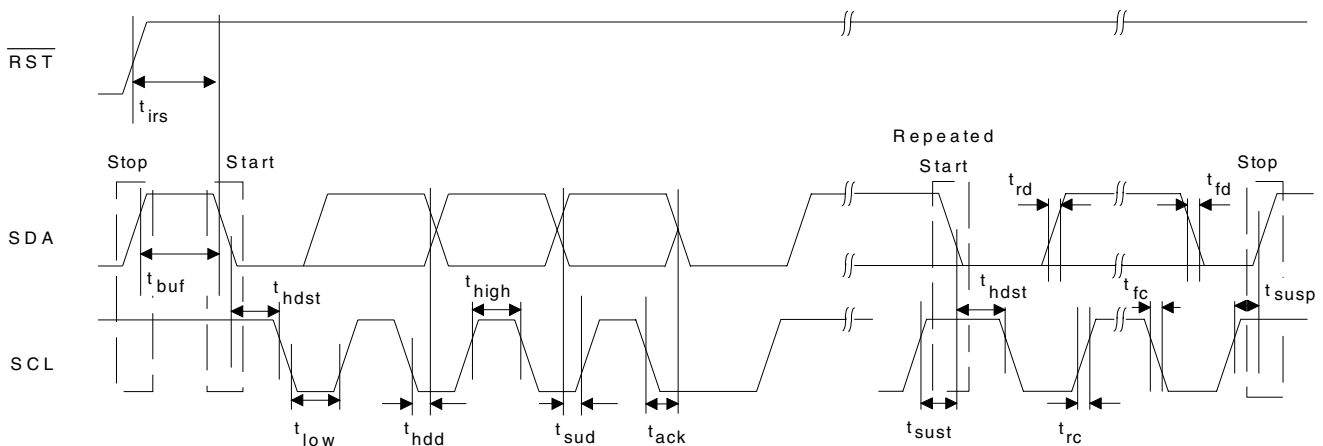 RST
t irs
Repeated
Stop
Start
Start
Stop
t rd
t fd
SDA
t buf
t hdst
t high
t hdst
t fc
t susp
SCL
t low
t hdd
t sud
t ack
t sust
t rc